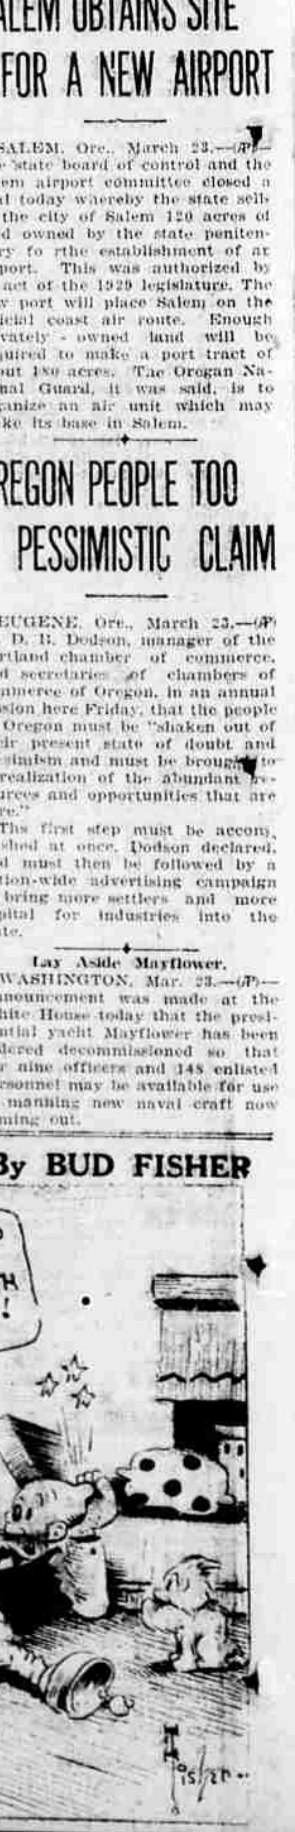 ALEM OBTAINS SITE
FOR A NEW AIRPORT
SALEM, Ore., March 23.—(AP)—
e state board of control and the
em airport committee closed a
al today whereby the state sells
the city of Salem 120 acres of
d owned by the state peniten-
ry fo rthe establishment of ar
port. This was authorized by
act of the 1929 legislature. The
w port will place Salem on the
icial coast air route. Enough
vately - owned land will be
uired to make a port tract of
out 180 acres. The Oregan Na-
nal Guard, it was said, is to
ganize an air unit which may
ke its base in Salem.
REGON PEOPLE TOO
PESSIMISTIC CLAIM
EUGENE, Ore., March 23.—(AP)
D. B. Dodson, manager of the
rtland chamber of commerce,
d secretaries of chambers of
mmerce of Oregon, in an annual
sion here Friday, that the people
Oregon must be "shaken out of
eir present state of doubt and
simism and must be brought to
realization of the abundant re-
urces and opportunities that are
re."
This first step must be accom,
shed at once, Dodson declared,
d must then be followed by a
tion-wide advertising campaign
bring more settlers and more
pital for industries into the
te.
Lay Aside Mayflower.
WASHINGTON, Mar. 23.—(AP)—
nnouncement was made at the
hite House today that the presi-
ntial yacht Mayflower has been
dered decommissioned so that
r nine officers and 148 enlisted
rsonnel may be available for use
manning new naval craft now
ming out.
By BUD FISHER
H
!
Fisher